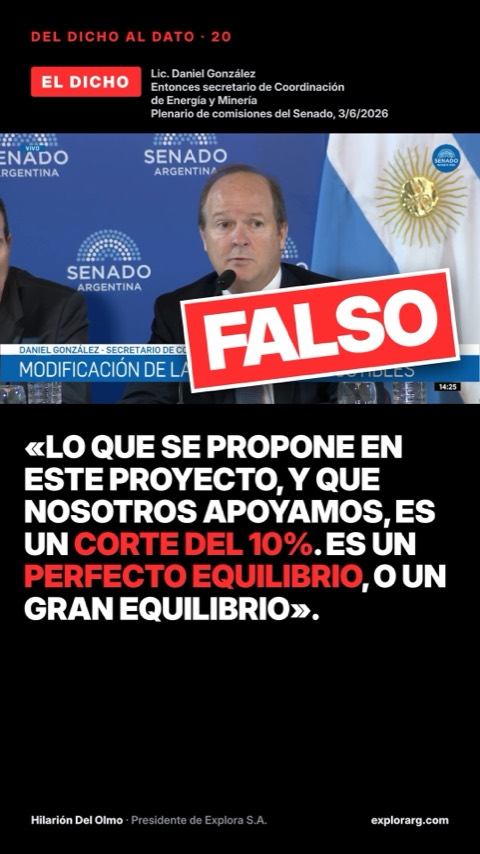 DEL DICHO AL DATO · 20
EL DICHO
Lic. Daniel González
Entonces secretario de Coordinación
de Energía y Minería
Plenario de comisiones del Senado, 3/6/2026
VIVO
SENADO
ARGENTINA
SENADO
ARGENTINA
SENADO
SENADO
ARGENTINA
FALSO
DANIEL GONZÁLEZ - SECRETARIO DE CO
MODIFICACIÓN DE LA
14:25
«LO QUE SE PROPONE EN
ESTE PROYECTO, Y QUE
NOSOTROS APOYAMOS, ES
UN CORTE DEL 10%. ES UN
PERFECTO EQUILIBRIO, O UN
GRAN EQUILIBRIO».
Hilarión Del Olmo · Presidente de Explora S.A.
explorarg.com